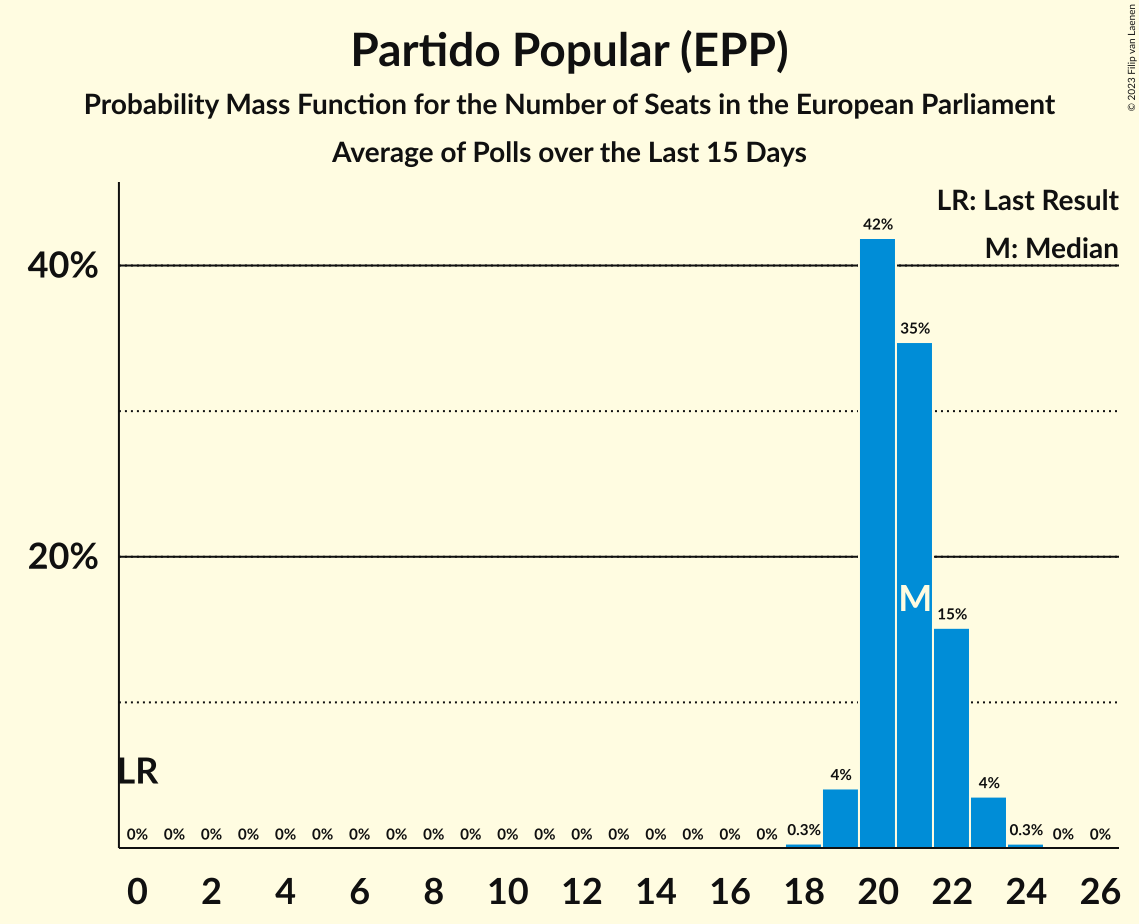 Partido Popular (EPP)
Probability Mass Function for the Number of Seats in the European Parliament
Average of Polls over the Last 15 Days
© 2023 Filip van Laenen
LR: Last Result
M: Median
42%
40%
35%
20%
M
15%
LR
4%
4%
0% 0% 0% 0% 0% 0% 0% 0% 0% 0% 0% 0% 0% 0% 0% 0% 0% 0% 0.3% 0.3% 0% 0%
0 2 4 6 8 10 12 14 16 18 20 22 24 26